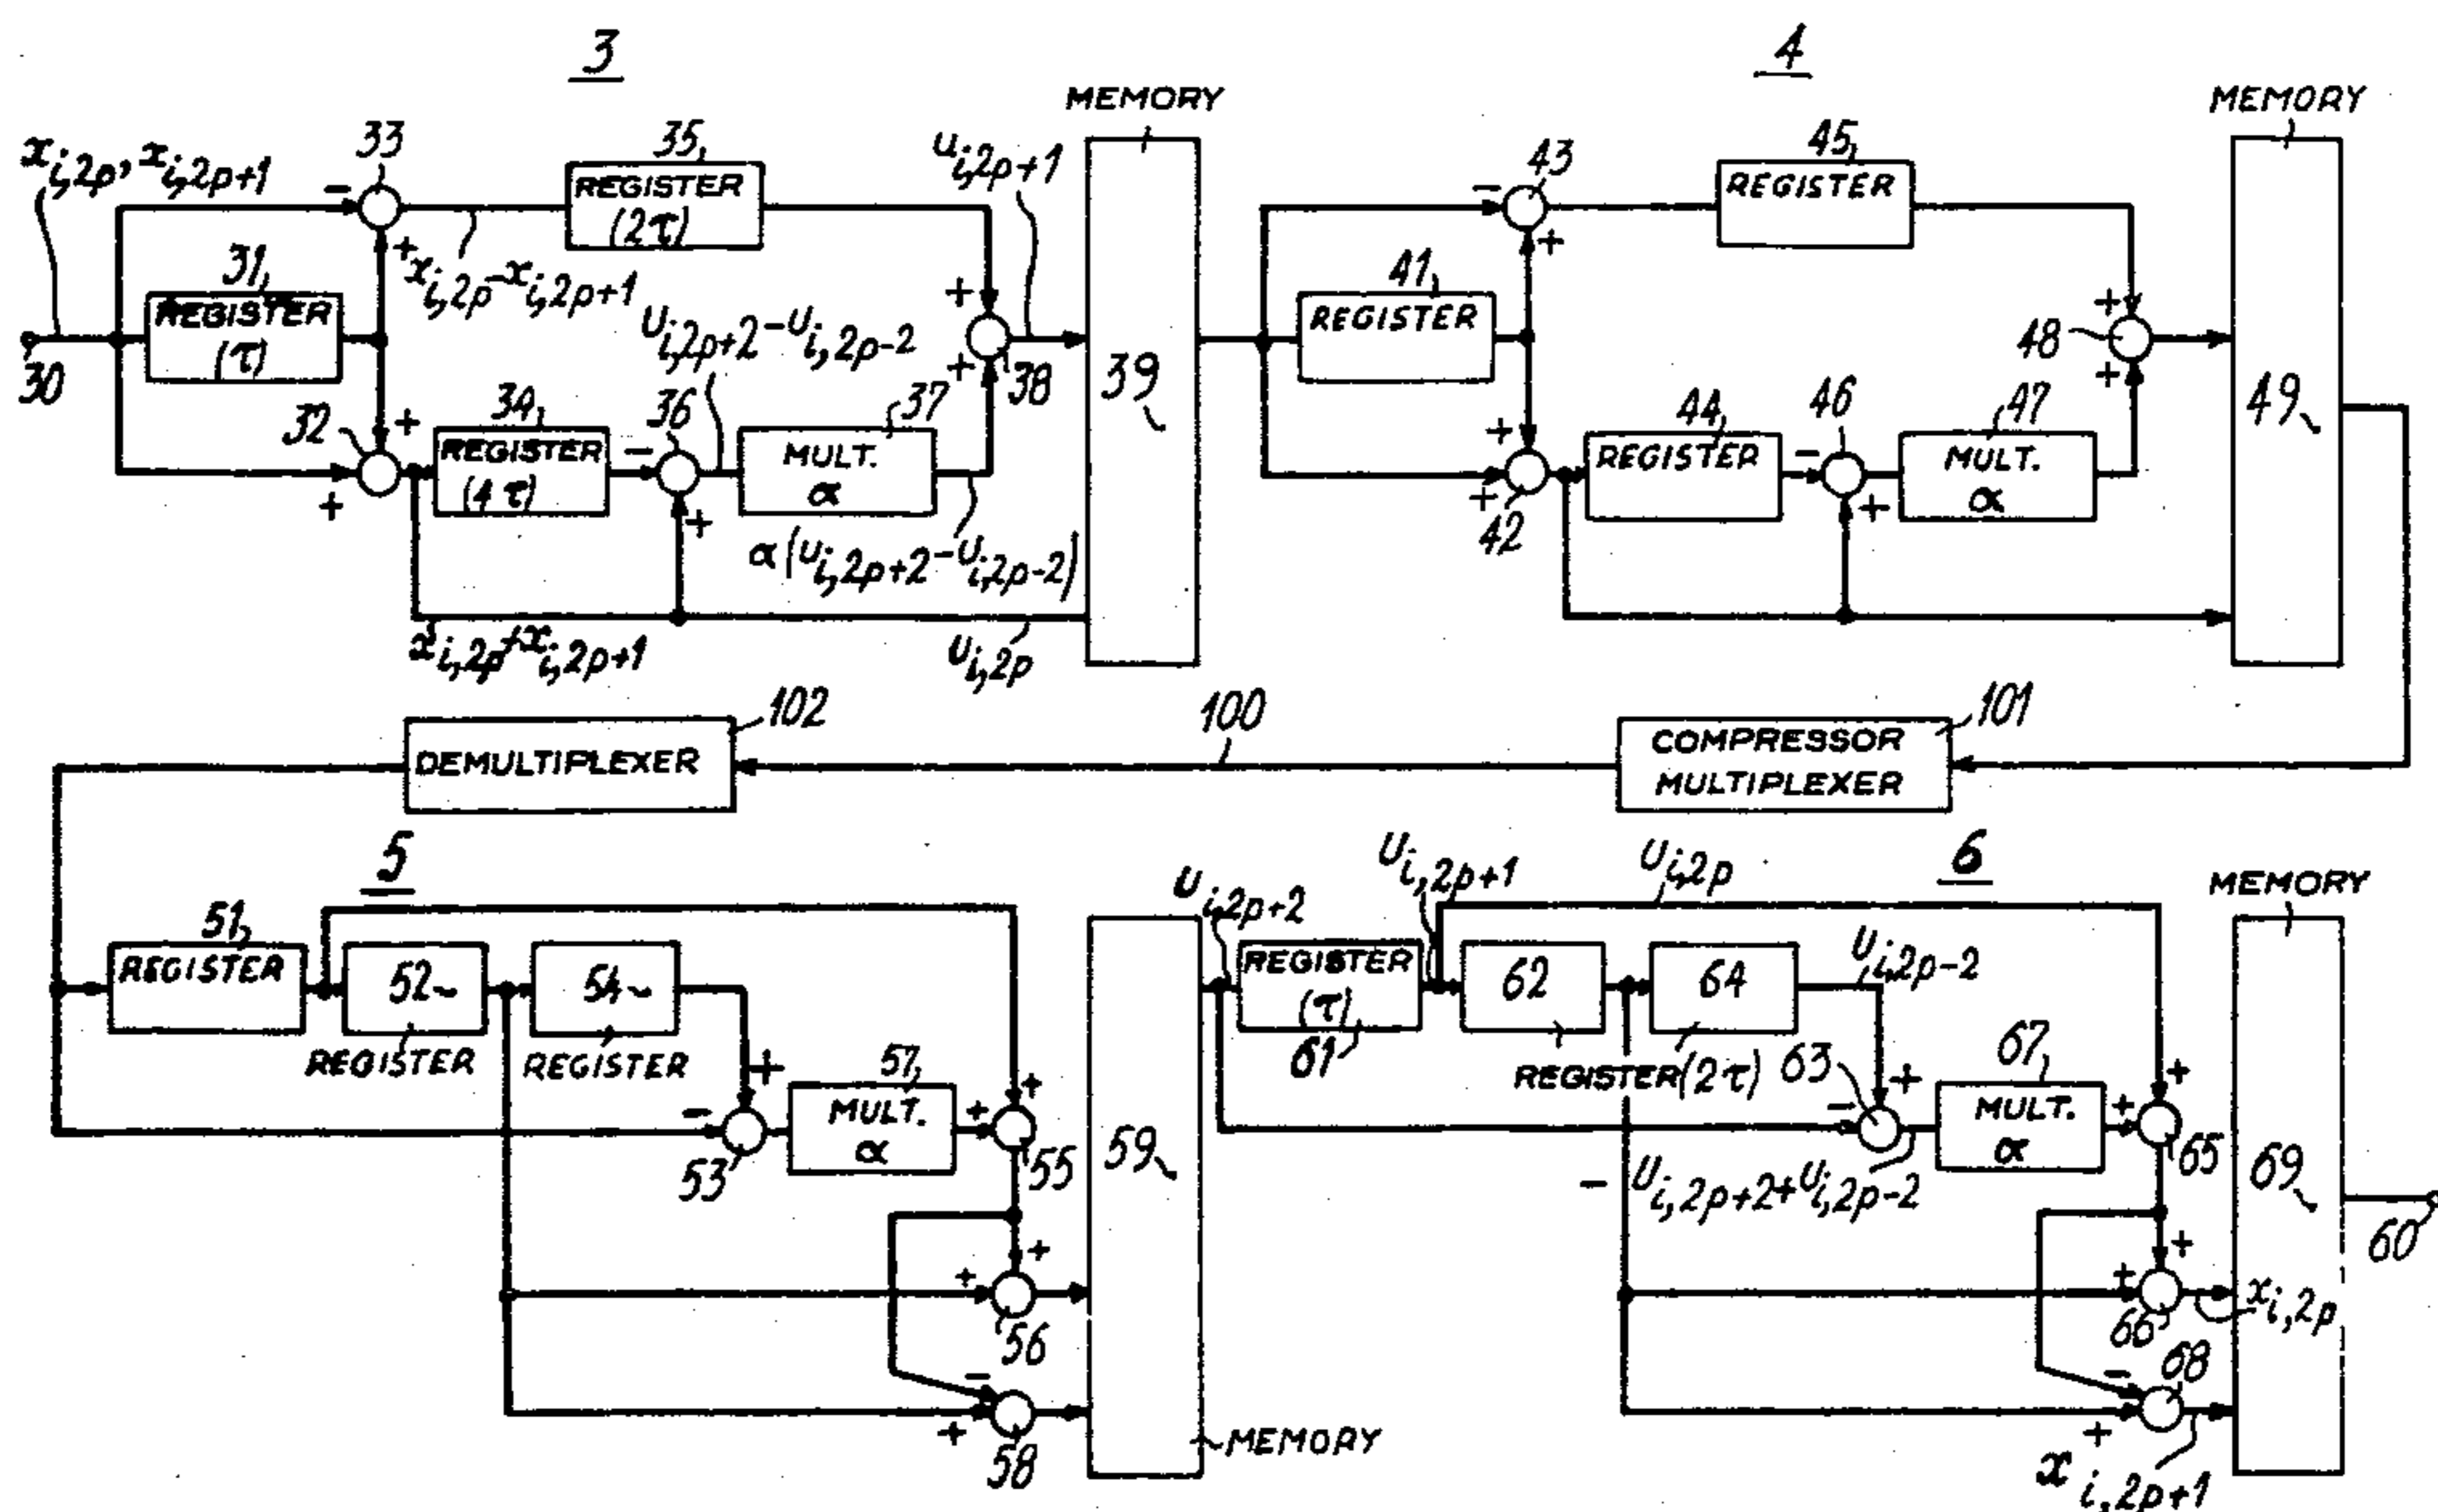 3
4
MEMORY
MEMORY
x_{i,2p}, x_{i,2p+1}
33
35
REGISTER
(2τ)
u_{i,2p+1}
43
45
REGISTER
-
+
x_{i,2p}-x_{i,2p+1}
31
REGISTER
(τ)
30
U_{i,2p+2}-U_{i,2p-2}
+
+
38
39
-
+
41
REGISTER
+
48
+
49
32
+
+
34
REGISTER
(4τ)
36
-
+
37
MULT.
α
α(U_{i,2p+2}-U_{i,2p-2})
+
+
42
44
REGISTER
46
-
+
47
MULT.
α
x_{i,2p}+x_{i,2p+1}
U_{i,2p}
102
DEMULTIPLEXER
100
101
COMPRESSOR
MULTIPLEXER
5
6
U_{i,2p+2}
U_{i,2p+1}
U_{i,2p}
MEMORY
51
REGISTER
52
REGISTER
54
REGISTER
REGISTER
(τ)
61
62
64
REGISTER (2τ)
U_{i,2p-2}
+
-
53
57
MULT.
α
+
+
55
59
63
-
+
67
MULT.
α
+
+
65
69
-U_{i,2p+2}+U_{i,2p-2}
60
+
+
56
+
+
66
x_{i,2p}
-
+
58
MEMORY
-
68
+
x_{i,2p+1}